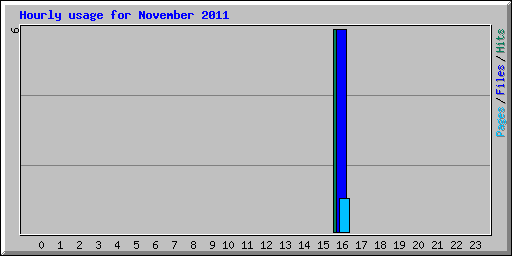 Hourly usage for November 2011
6
Pages/Files/Hits
0 1 2 3 4 5 6 7 8 9 10 11 12 13 14 15 16 17 18 19 20 21 22 23